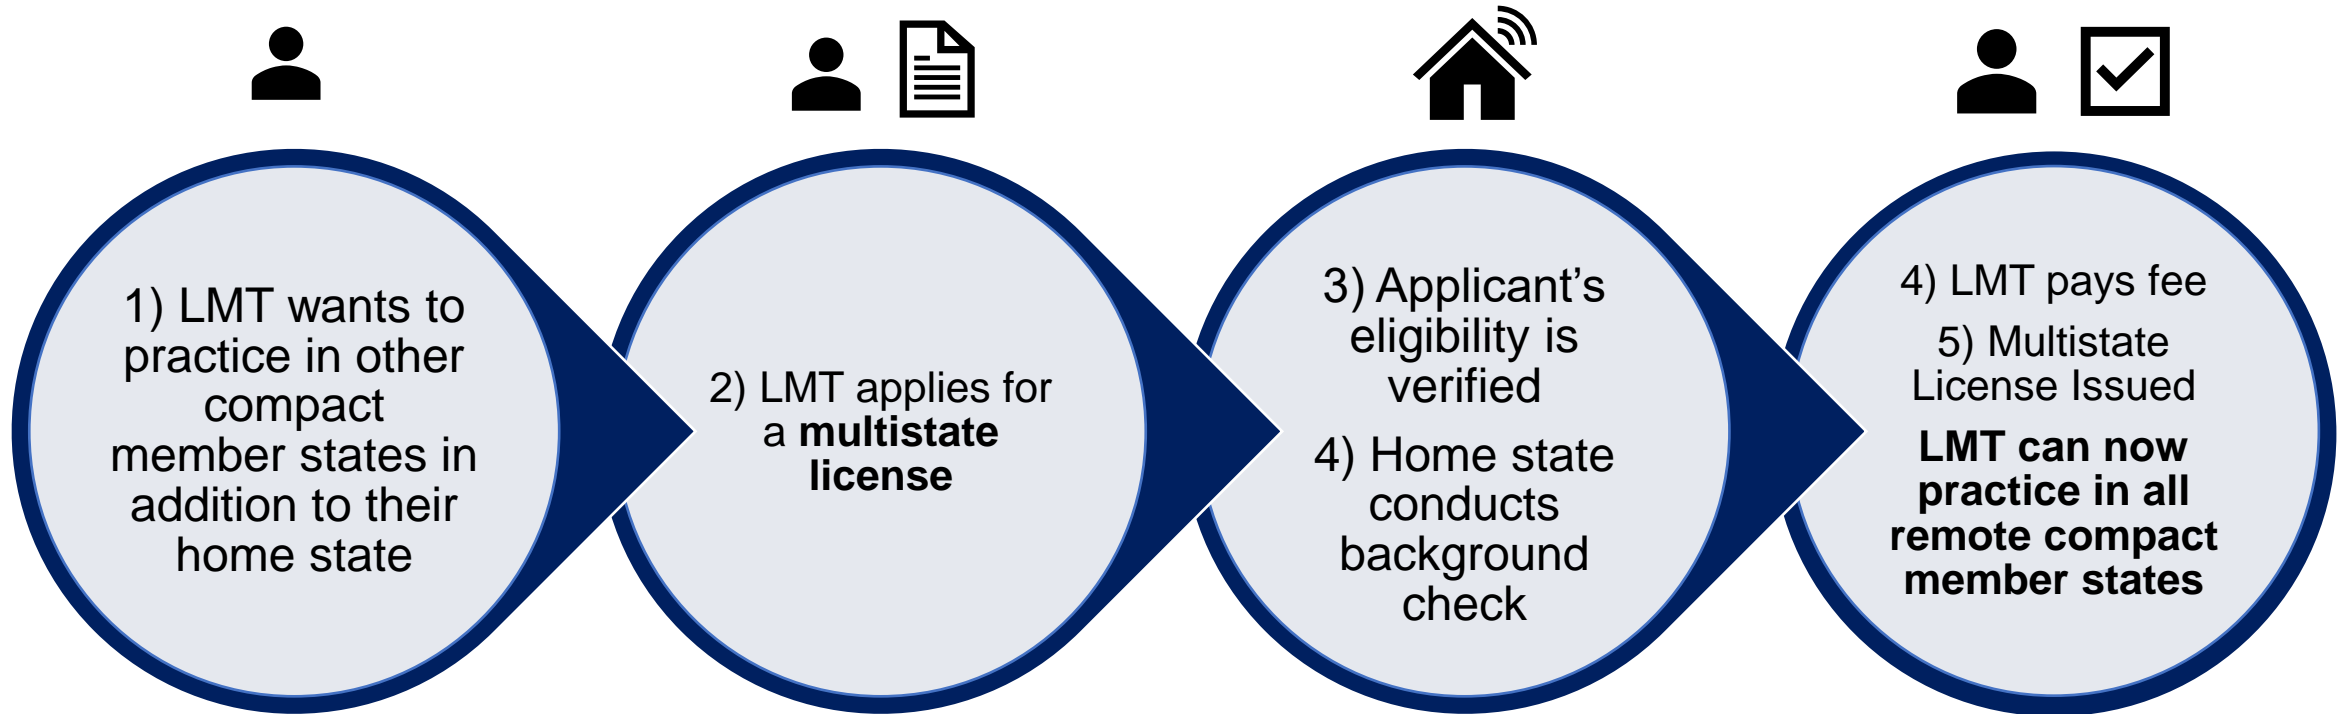 1) LMT wants to
practice in other
compact
member states in
addition to their
home state
2) LMT applies for
a multistate
license
3) Applicant’s
eligibility is
verified
4) Home state
conducts
background
check
4) LMT pays fee
5) Multistate
License Issued
LMT can now
practice in all
remote compact
member states